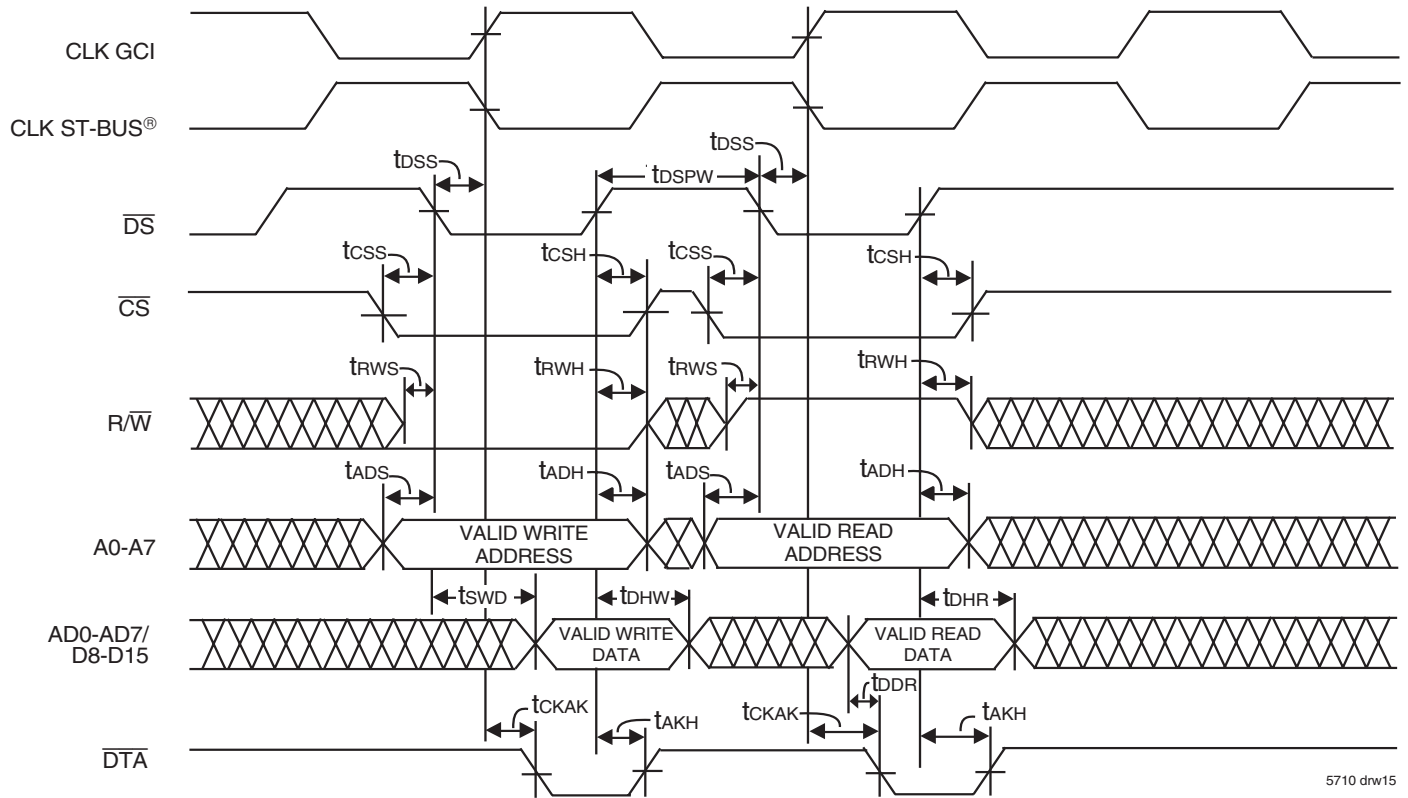 CLK GCI
CLK ST-BUS®
tDSS
tDSS
tDSPW
DS
tCSS
tCSH
tCSS
tCSH
CS
tRWS
tRWH
tRWS
tRWH
R/W
tADS
tADH
tADS
tADH
A0-A7
VALID WRITE
ADDRESS
VALID READ
ADDRESS
tSWD
tDHW
tDHR
AD0-AD7/
D8-D15
VALID WRITE
DATA
VALID READ
DATA
tDDR
tCKAK
tAKH
tCKAK
tAKH
DTA
5710 drw15